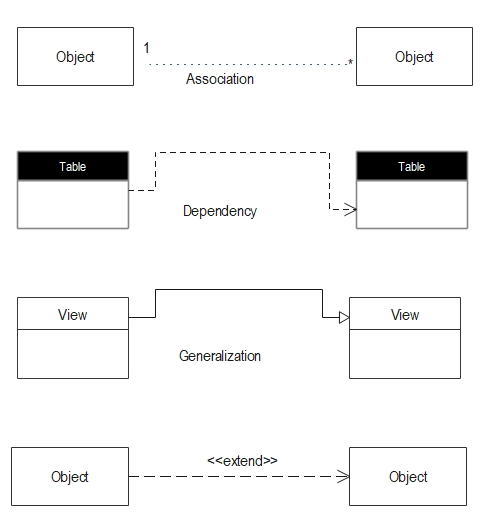 Object
1
*
Object
Association
Table
Table
Dependency
View
View
Generalization
Object
<<extend>>
Object